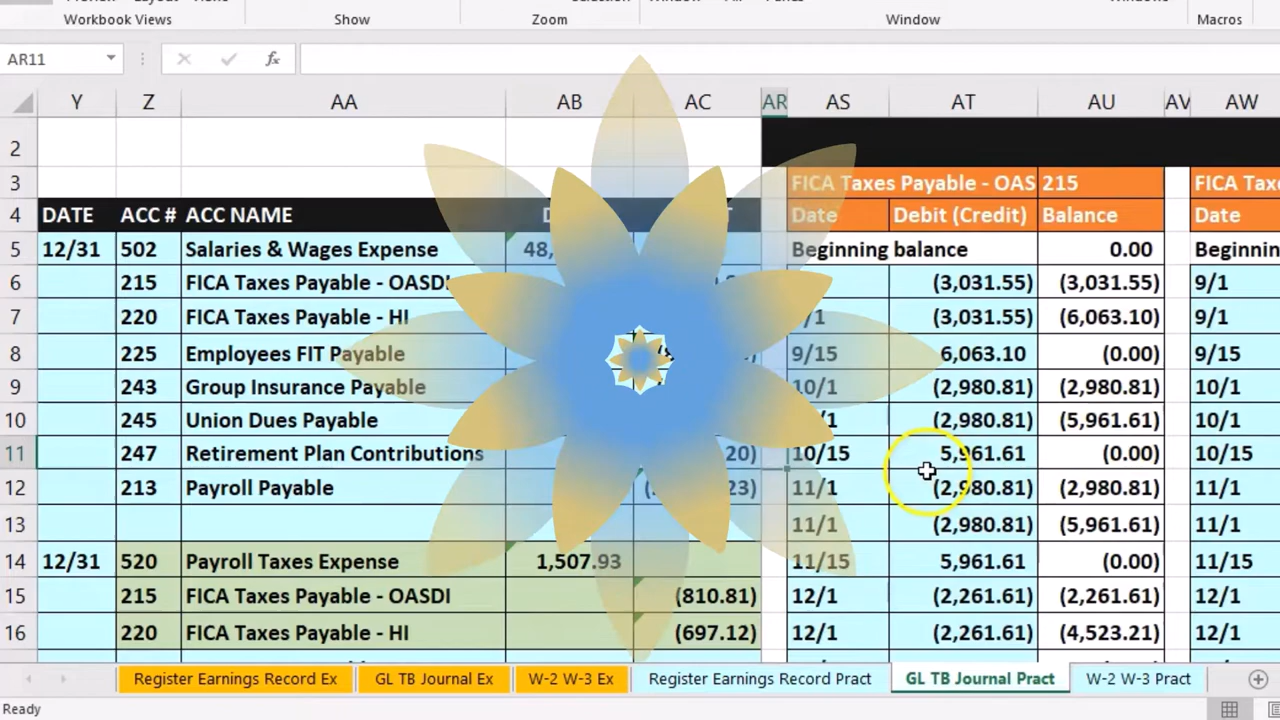 Workbook Views Show Zoom Window Macros
AR11 fx
Y Z AA AB AC AR AS AT AU AV AW
2
3 FICA Taxes Payable - OAS 215 FICA Tax
4 DATE ACC # ACC NAME Date Debit (Credit) Balance Date
5 12/31 502 Salaries & Wages Expense 48, Beginning balance 0.00 Beginnin
6 215 FICA Taxes Payable - OASDI (3,031.55) (3,031.55) 9/1
7 220 FICA Taxes Payable - HI /1 (3,031.55) (6,063.10) 9/1
8 225 Employees FIT Payable 9/15 6,063.10 (0.00) 9/15
9 243 Group Insurance Payable 10/1 (2,980.81) (2,980.81) 10/1
10 245 Union Dues Payable /1 (2,980.81) (5,961.61) 10/1
11 247 Retirement Plan Contributions 20) 10/15 5,961.61 (0.00) 10/15
12 213 Payroll Payable 23) 11/1 (2,980.81) (2,980.81) 11/1
13 11/1 (2,980.81) (5,961.61) 11/1
14 12/31 520 Payroll Taxes Expense 1,507.93 11/15 5,961.61 (0.00) 11/15
15 215 FICA Taxes Payable - OASDI (810.81) 12/1 (2,261.61) (2,261.61) 12/1
16 220 FICA Taxes Payable - HI (697.12) 12/1 (2,261.61) (4,523.21) 12/1
Register Earnings Record Ex GL TB Journal Ex W-2 W-3 Ex Register Earnings Record Pract GL TB Journal Pract W-2 W-3 Pract
Ready